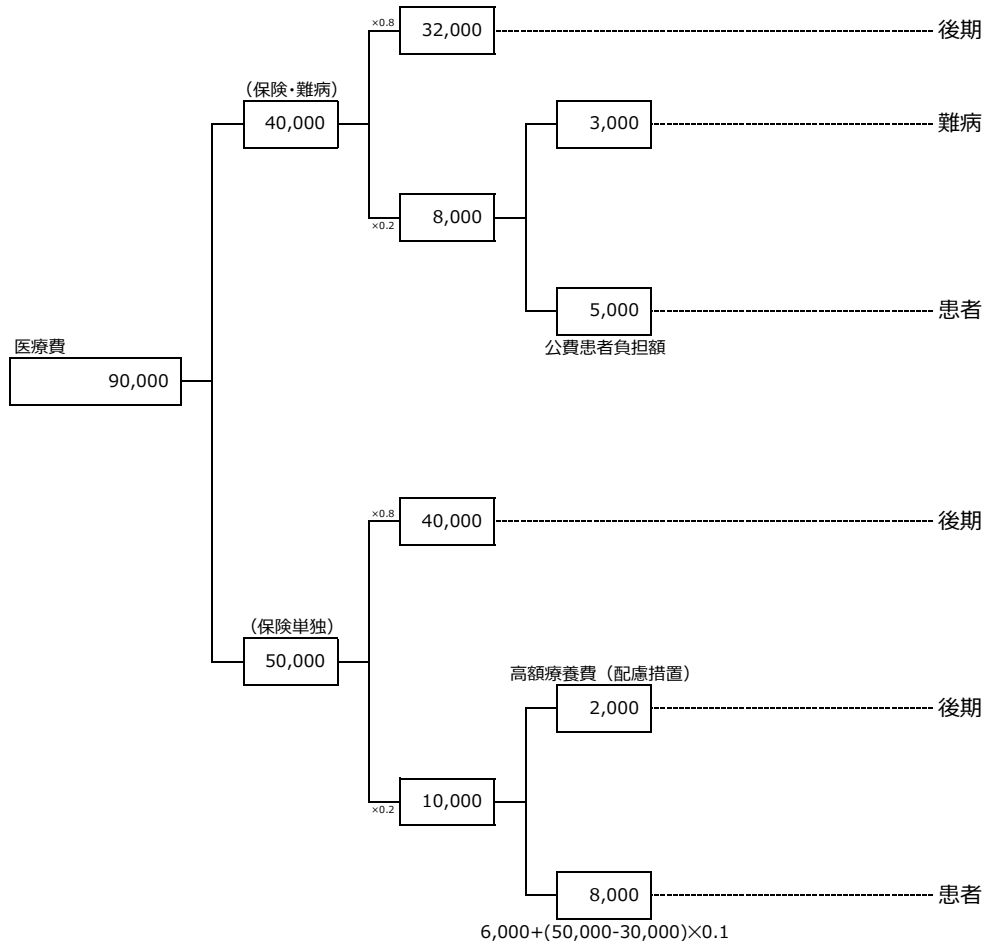 ×0.8
32,000
後期
（保険・難病）
40,000
3,000
難病
8,000
×0.2
5,000
患者
公費患者負担額
医療費
90,000
×0.8
40,000
後期
（保険単独）
50,000
高額療養費（配慮措置）
2,000
後期
10,000
×0.2
8,000
患者
6,000+(50,000-30,000)×0.1